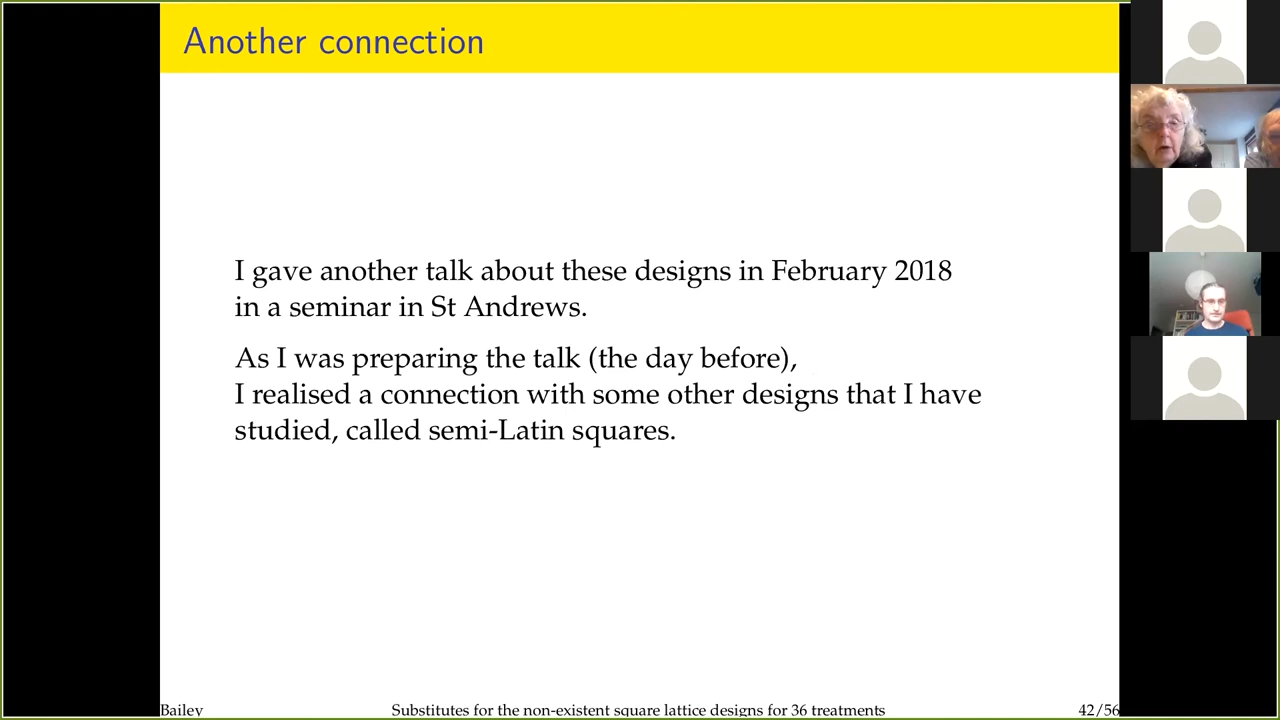 Another connection
I gave another talk about these designs in February 2018
in a seminar in St Andrews.
As I was preparing the talk (the day before),
I realised a connection with some other designs that I have
studied, called semi-Latin squares.
Bailey Substitutes for the non-existent square lattice designs for 36 treatments 42/56